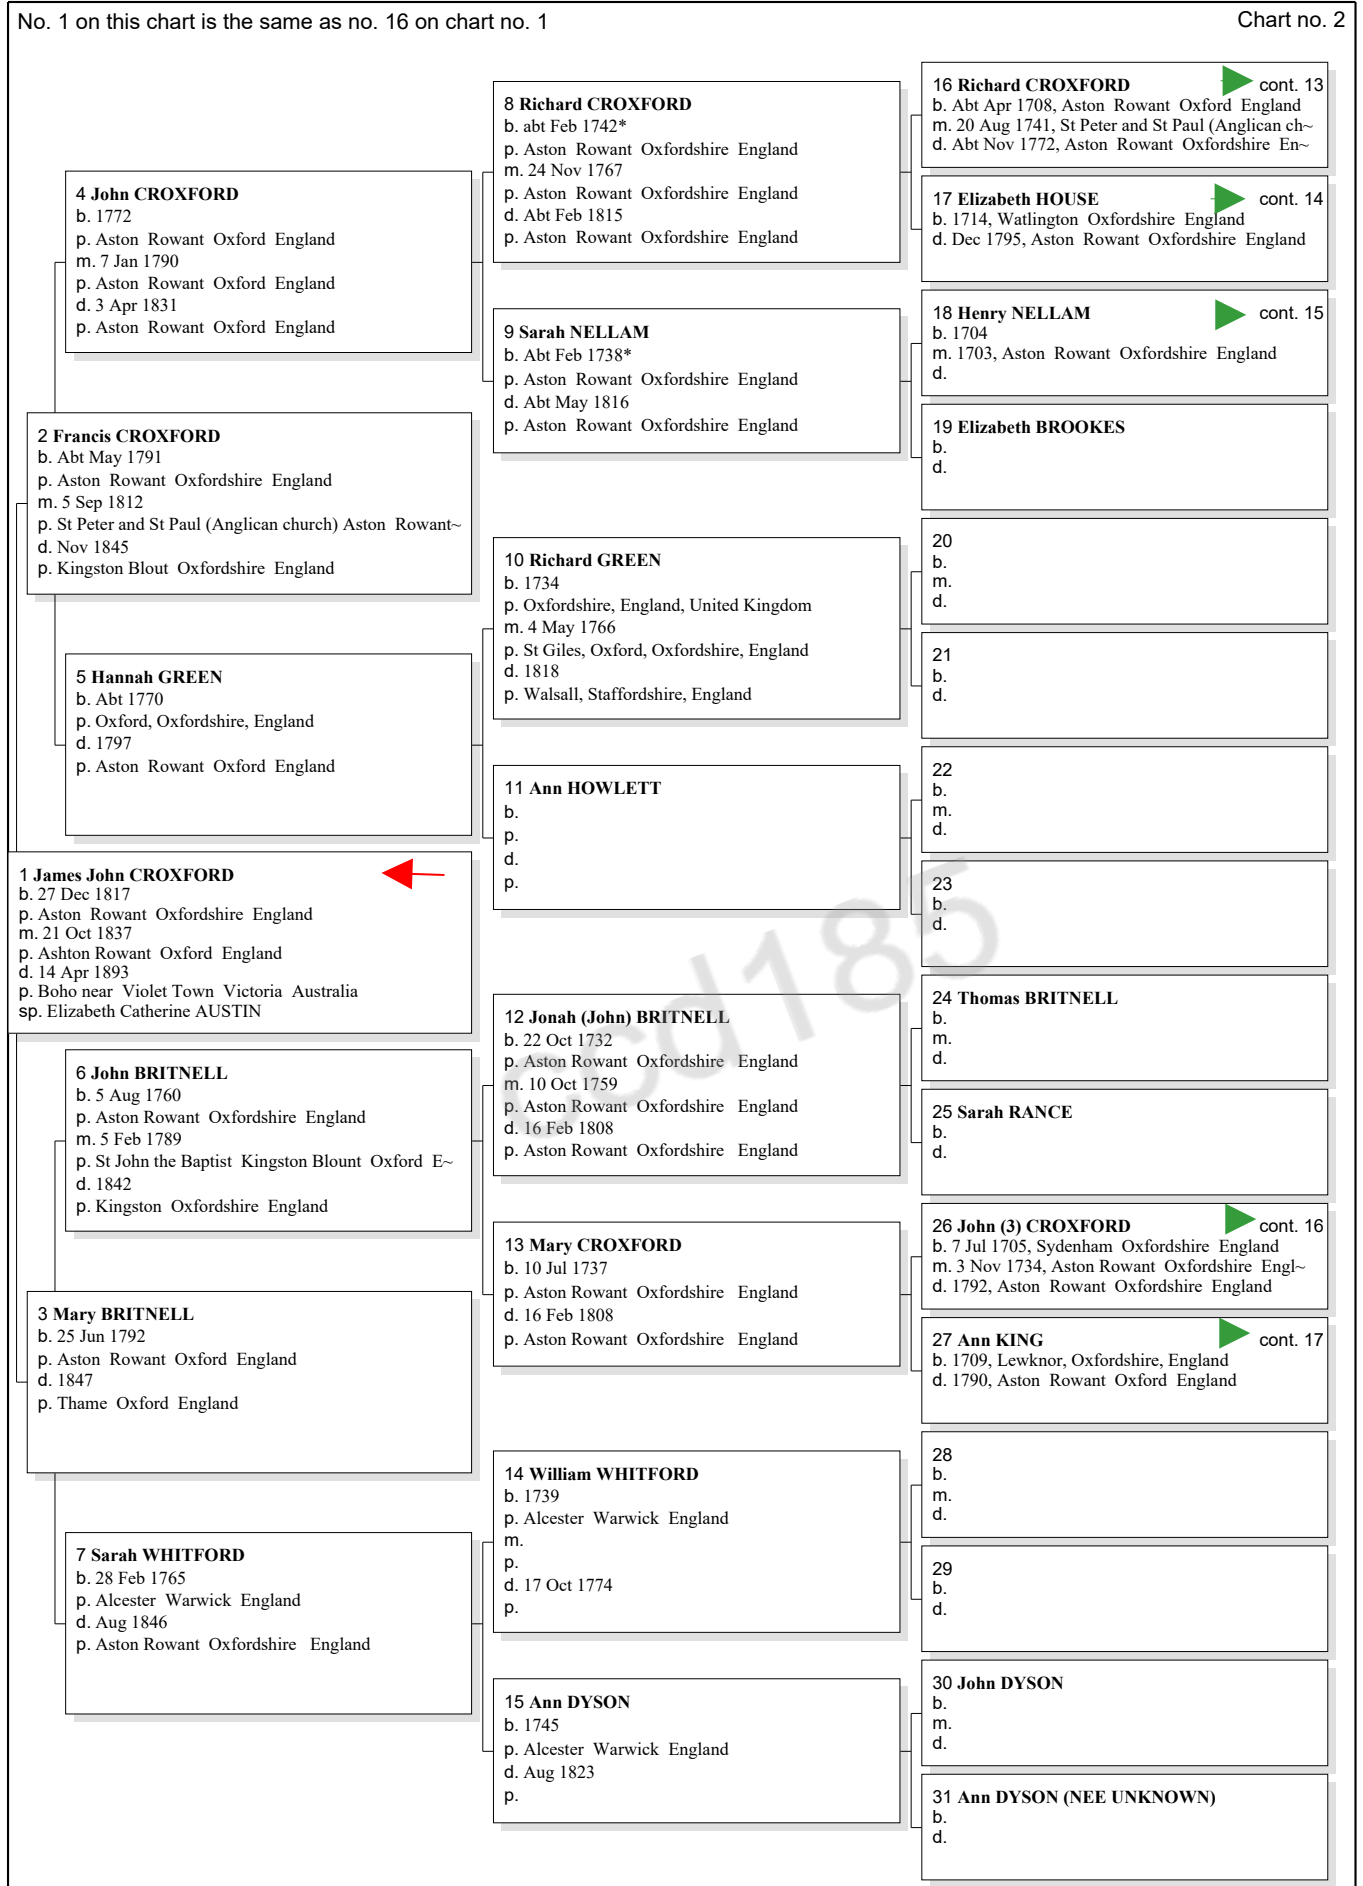 No. 1 on this chart is the same as no. 16 on chart no. 1
Chart no. 2
1 James John CROXFORD
b. 27 Dec 1817
p. Aston Rowant Oxfordshire England
m. 21 Oct 1837
p. Ashton Rowant Oxford England
d. 14 Apr 1893
p. Boho near Violet Town Victoria Australia
sp. Elizabeth Catherine AUSTIN
2 Francis CROXFORD
b. Abt May 1791
p. Aston Rowant Oxfordshire England
m. 5 Sep 1812
p. St Peter and St Paul (Anglican church) Aston Rowant~
d. Nov 1845
p. Kingston Blout Oxfordshire England
3 Mary BRITNELL
b. 25 Jun 1792
p. Aston Rowant Oxford England
d. 1847
p. Thame Oxford England
4 John CROXFORD
b. 1772
p. Aston Rowant Oxford England
m. 7 Jan 1790
p. Aston Rowant Oxford England
d. 3 Apr 1831
p. Aston Rowant Oxford England
5 Hannah GREEN
b. Abt 1770
p. Oxford, Oxfordshire, England
d. 1797
p. Aston Rowant Oxford England
6 John BRITNELL
b. 5 Aug 1760
p. Aston Rowant Oxfordshire England
m. 5 Feb 1789
p. St John the Baptist Kingston Blount Oxford E~
d. 1842
p. Kingston Oxfordshire England
7 Sarah WHITFORD
b. 28 Feb 1765
p. Alcester Warwick England
d. Aug 1846
p. Aston Rowant Oxfordshire England
8 Richard CROXFORD
b. abt Feb 1742*
p. Aston Rowant Oxfordshire England
m. 24 Nov 1767
p. Aston Rowant Oxfordshire England
d. Abt Feb 1815
p. Aston Rowant Oxfordshire England
9 Sarah NELLAM
b. Abt Feb 1738*
p. Aston Rowant Oxfordshire England
d. Abt May 1816
p. Aston Rowant Oxfordshire England
10 Richard GREEN
b. 1734
p. Oxfordshire, England, United Kingdom
m. 4 May 1766
p. St Giles, Oxford, Oxfordshire, England
d. 1818
p. Walsall, Staffordshire, England
11 Ann HOWLETT
b.
p.
d.
p.
12 Jonah (John) BRITNELL
b. 22 Oct 1732
p. Aston Rowant Oxfordshire England
m. 10 Oct 1759
p. Aston Rowant Oxfordshire England
d. 16 Feb 1808
p. Aston Rowant Oxfordshire England
13 Mary CROXFORD
b. 10 Jul 1737
p. Aston Rowant Oxfordshire England
d. 16 Feb 1808
p. Aston Rowant Oxfordshire England
14 William WHITFORD
b. 1739
p. Alcester Warwick England
m.
p.
d. 17 Oct 1774
p.
15 Ann DYSON
b. 1745
p. Alcester Warwick England
d. Aug 1823
p.
16 Richard CROXFORD cont. 13
b. Abt Apr 1708, Aston Rowant Oxford England
m. 20 Aug 1741, St Peter and St Paul (Anglican ch~
d. Abt Nov 1772, Aston Rowant Oxfordshire En~
17 Elizabeth HOUSE cont. 14
b. 1714, Watlington Oxfordshire England
d. Dec 1795, Aston Rowant Oxfordshire England
18 Henry NELLAM cont. 15
b. 1704
m. 1703, Aston Rowant Oxfordshire England
d.
19 Elizabeth BROOKES
b.
d.
20
b.
m.
d.
21
b.
d.
22
b.
m.
d.
23
b.
d.
24 Thomas BRITNELL
b.
m.
d.
25 Sarah RANCE
b.
d.
26 John (3) CROXFORD cont. 16
b. 7 Jul 1705, Sydenham Oxfordshire England
m. 3 Nov 1734, Aston Rowant Oxfordshire Engl~
d. 1792, Aston Rowant Oxfordshire England
27 Ann KING cont. 17
b. 1709, Lewknor, Oxfordshire, England
d. 1790, Aston Rowant Oxford England
28
b.
m.
d.
29
b.
d.
30 John DYSON
b.
m.
d.
31 Ann DYSON (NEE UNKNOWN)
b.
d.
ccd185